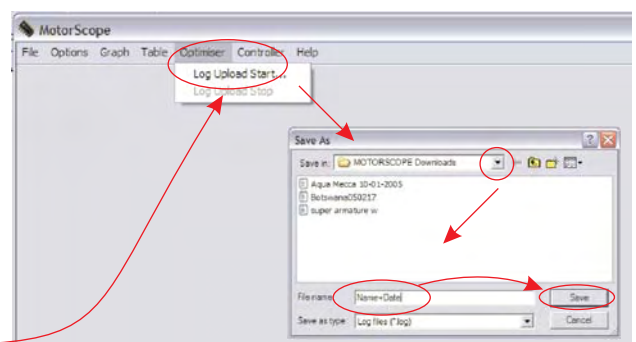 MotorScope
File Options Graph Table Optimiser Controller Help
Log Upload Start...
Log Upload Stop
Save As
Save in: MOTORSCOPE Downloads
Aqua Mecca 10-01-2005
Botswana050217
super armature w
File name: Name+Date Save
Save as type: Log files (*.log) Cancel